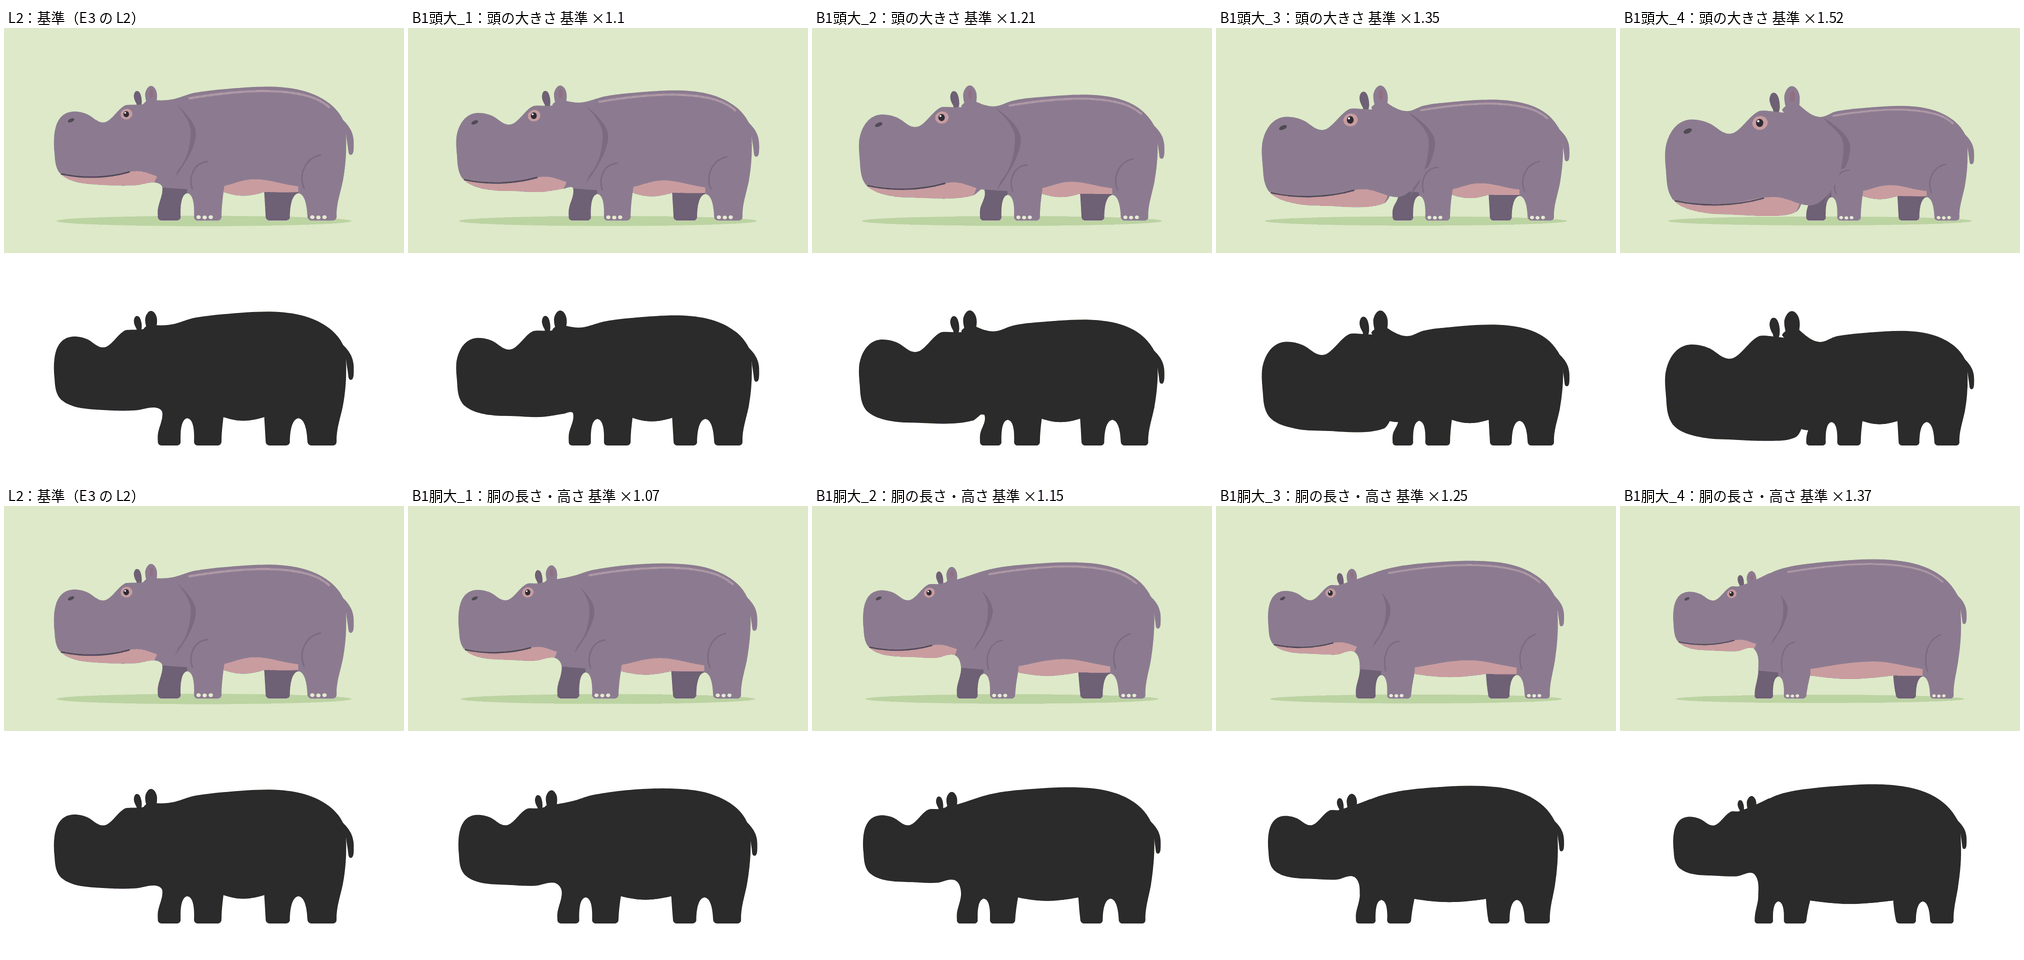 L2：基準（E3 の L2）
B1頭大_1：頭の大きさ 基準 ×1.1
B1頭大_2：頭の大きさ 基準 ×1.21
B1頭大_3：頭の大きさ 基準 ×1.35
B1頭大_4：頭の大きさ 基準 ×1.52
L2：基準（E3 の L2）
B1胴大_1：胴の長さ・高さ 基準 ×1.07
B1胴大_2：胴の長さ・高さ 基準 ×1.15
B1胴大_3：胴の長さ・高さ 基準 ×1.25
B1胴大_4：胴の長さ・高さ 基準 ×1.37